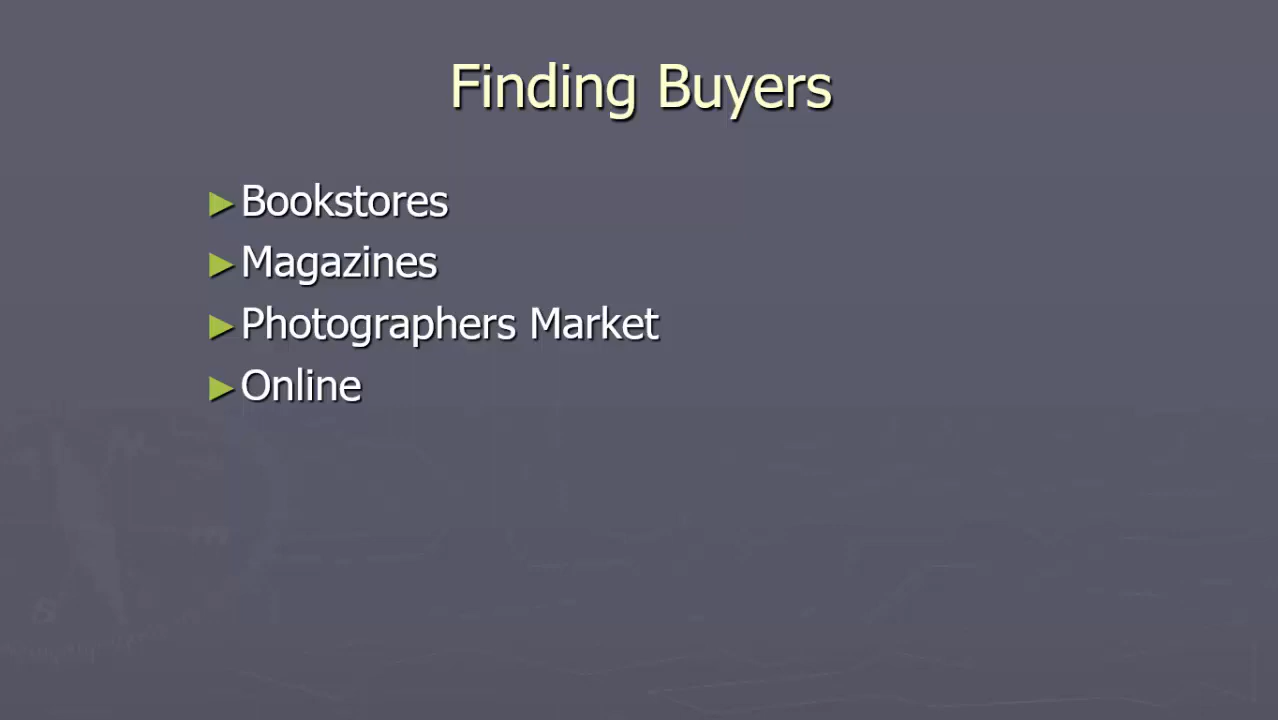 Finding Buyers
Bookstores
Magazines
Photographers Market
Online